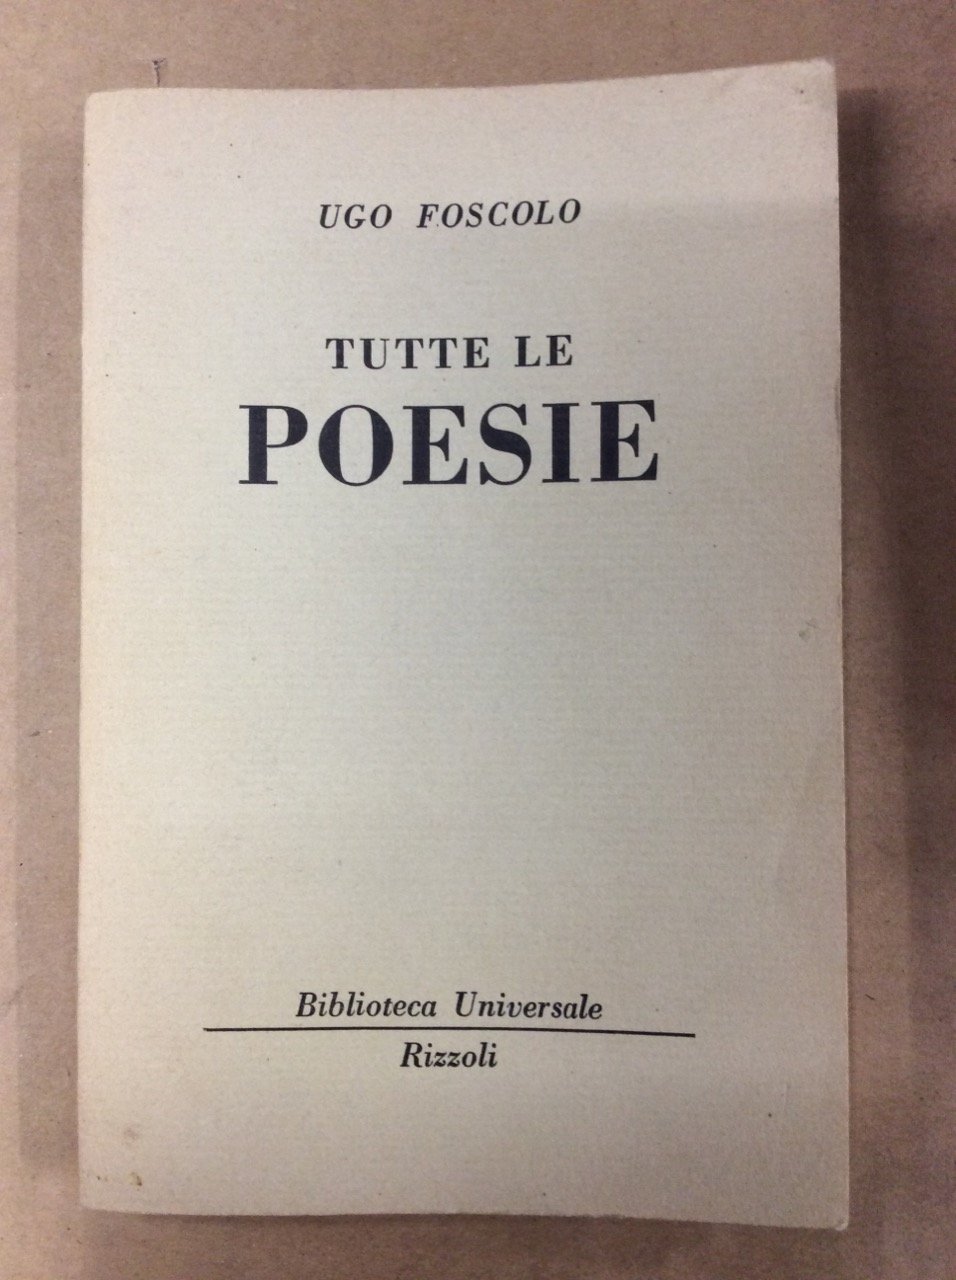 UGO FOSCOLO
TUTTE LE
POESIE
Biblioteca Universale
Rizzoli